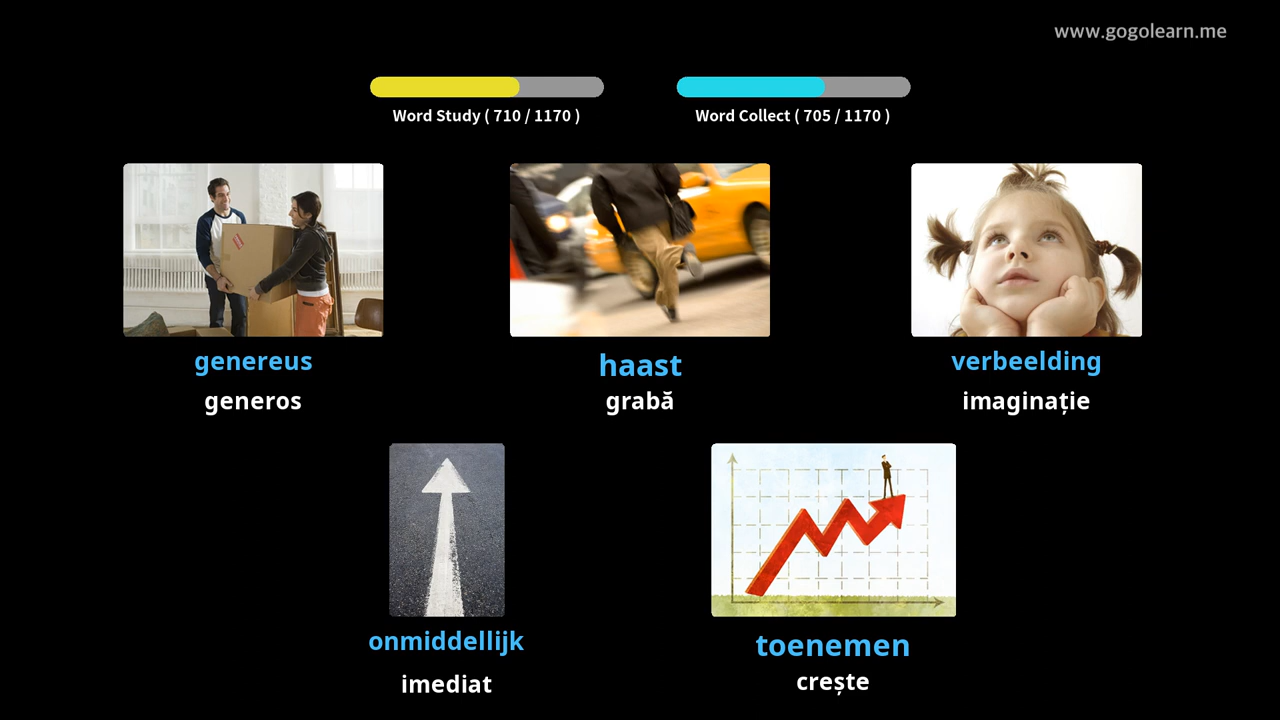 www.gogolearn.me
Word Study ( 710 / 1170 )
Word Collect ( 705 / 1170 )
genereus
haast
verbeelding
generos
grabă
imaginație
onmiddellijk
toenemen
imediat
crește